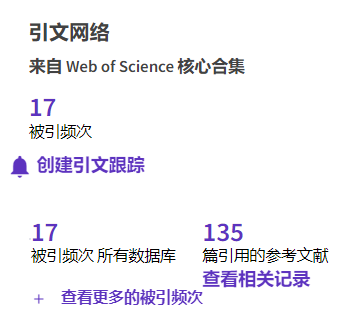 引文网络
来自 Web of Science 核心合集
17
被引频次
创建引文跟踪
17
被引频次 所有数据库
135
篇引用的参考文献
查看相关记录
+ 查看更多的被引频次